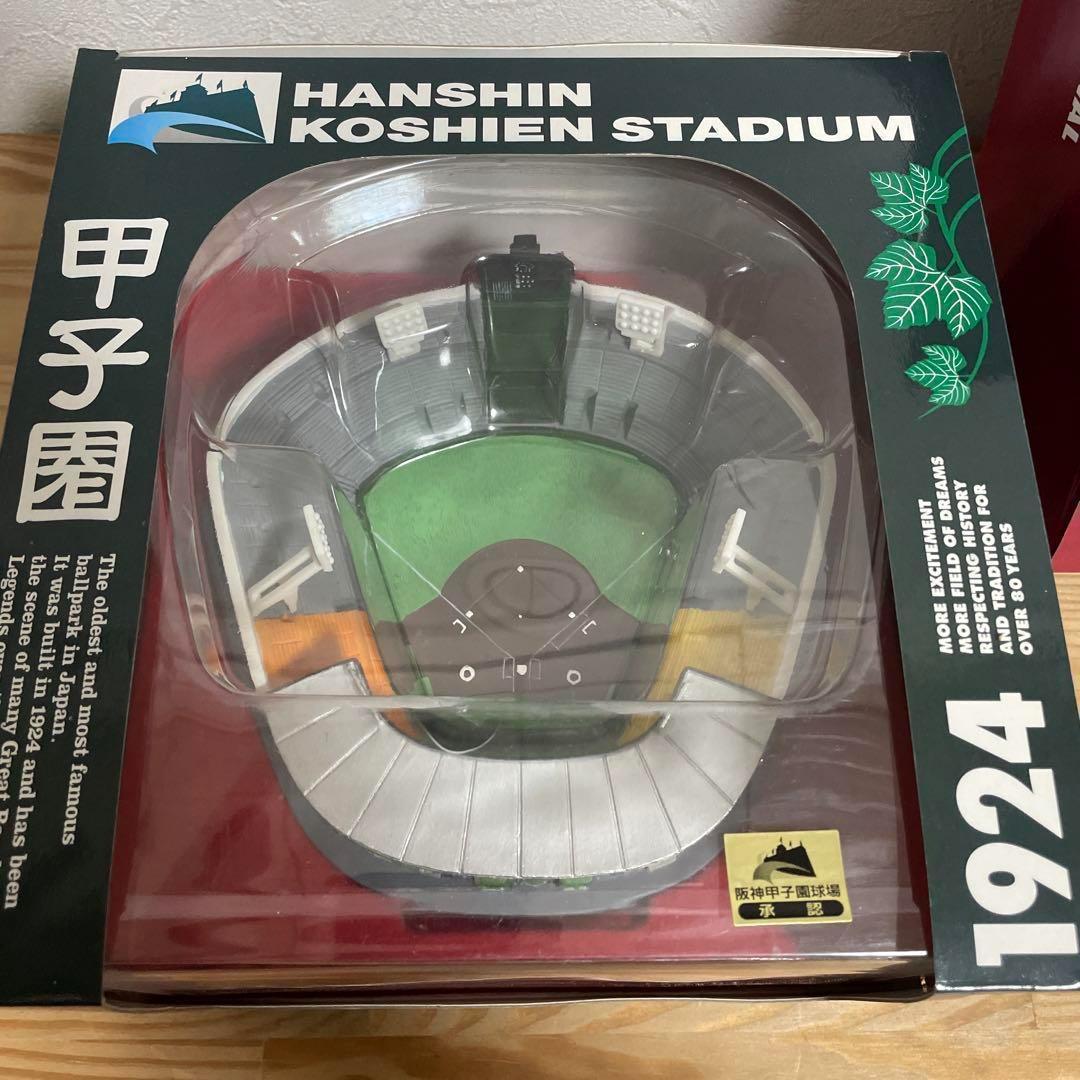 HANSHIN
KOSHIEN STADIUM
甲子園
The oldest and most famous
ballpark in Japan.
It was built in 1924 and has been
the scene of many Great
Legends
MORE EXCITEMENT
MORE FIELD OF DREAMS
RESPECTING HISTORY
AND TRADITION FOR
OVER 80 YEARS
1924
阪神甲子園球場
承認